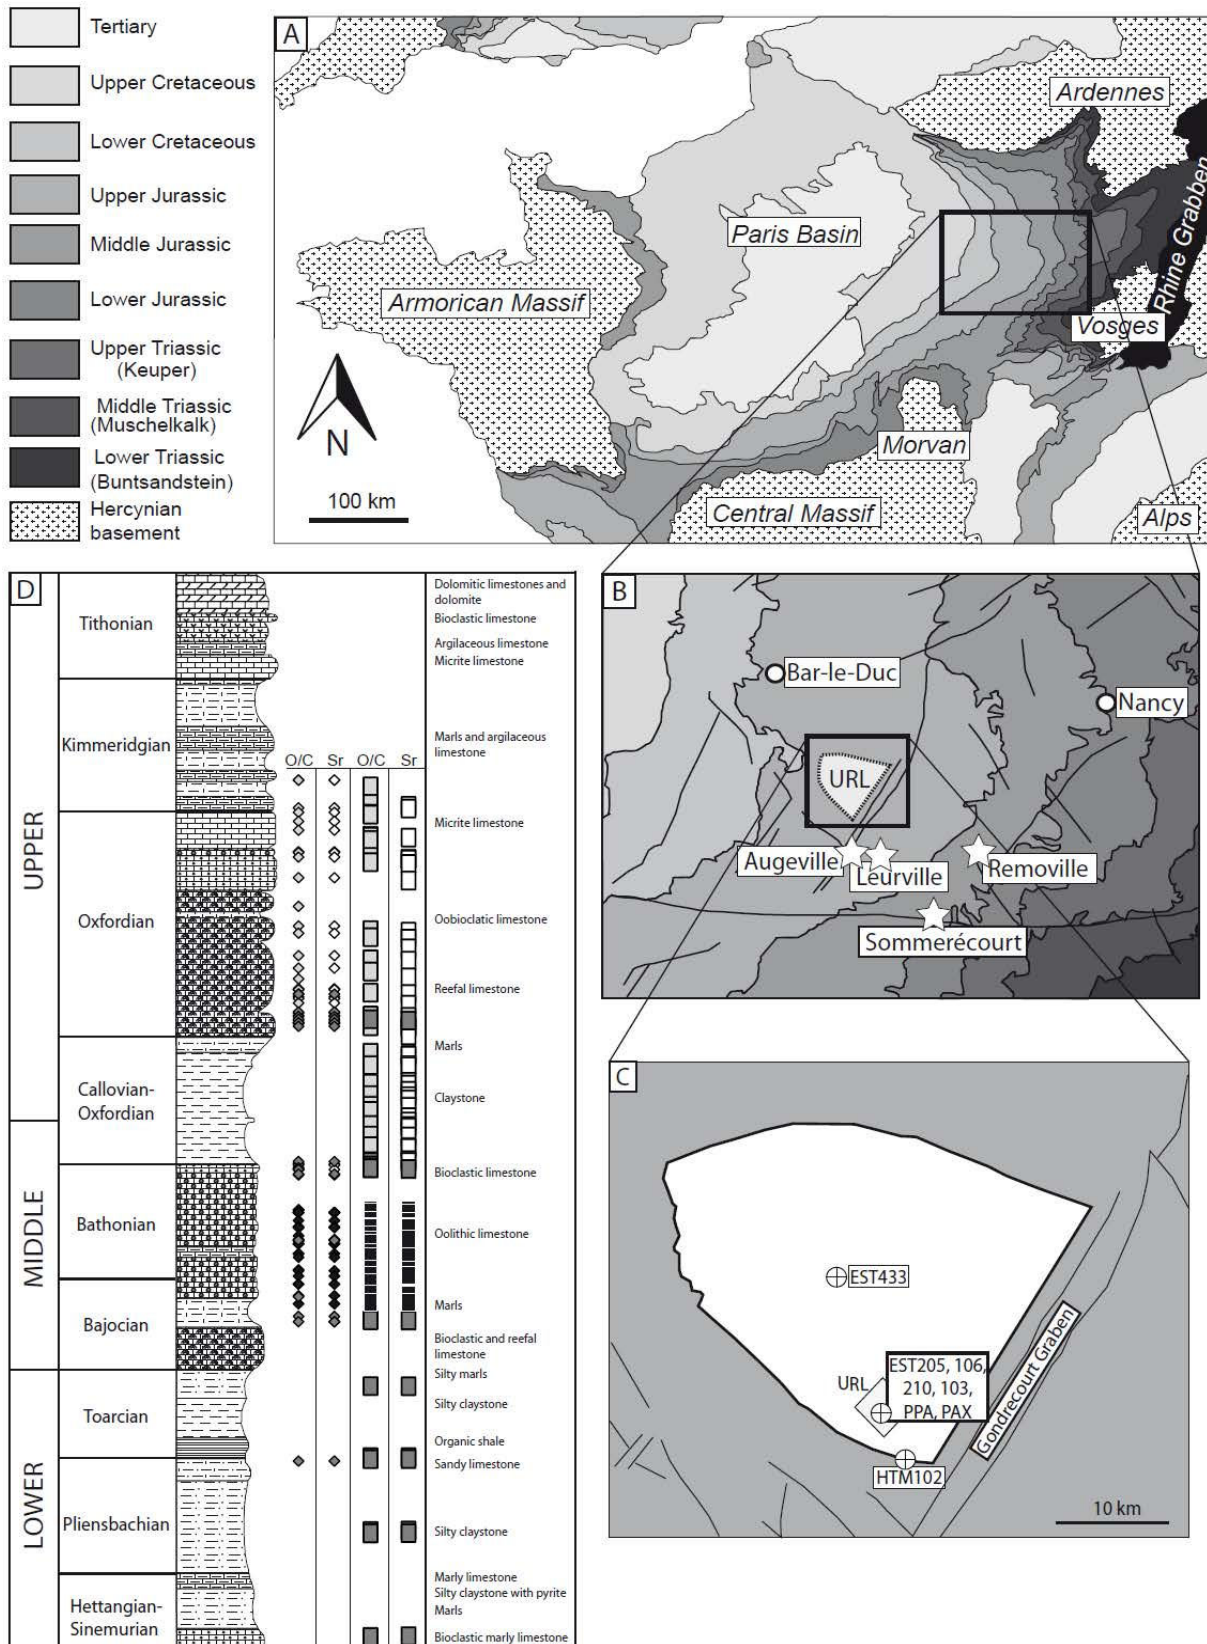 Tertiary
Upper Cretaceous
Lower Cretaceous
Upper Jurassic
Middle Jurassic
Lower Jurassic
Upper Triassic
(Keuper)
Middle Triassic
(Muschelkalk)
Lower Triassic
(Buntsandstein)
Hercynian
basement
A
Ardennes
Rhine Grabben
Paris Basin
Armorican Massif
Vosges
N
Morvan
100 km
Central Massif
Alps
B
Bar-le-Duc
Nancy
URL
Augeville
Leurville
Removille
Sommerécourt
C
EST433
EST205, 106,
210, 103,
PPA, PAX
URL
HTM102
Gondrecourt Graben
10 km
D
UPPER
MIDDLE
LOWER
Tithonian
Kimmeridgian
Oxfordian
Callovian-
Oxfordian
Bathonian
Bajocian
Toarcian
Pliensbachian
Hettangian-
Sinemurian
O/C Sr O/C Sr
Dolomitic limestones and
dolomite
Bioclastic limestone
Argilaceous limestone
Micrite limestone
Marls and argilaceous
limestone
Micrite limestone
Oobioclatic limestone
Reefal limestone
Marls
Claystone
Bioclastic limestone
Oolithic limestone
Marls
Bioclastic and reefal
limestone
Silty marls
Silty claystone
Organic shale
Sandy limestone
Silty claystone
Marly limestone
Silty claystone with pyrite
Marls
Bioclastic marly limestone